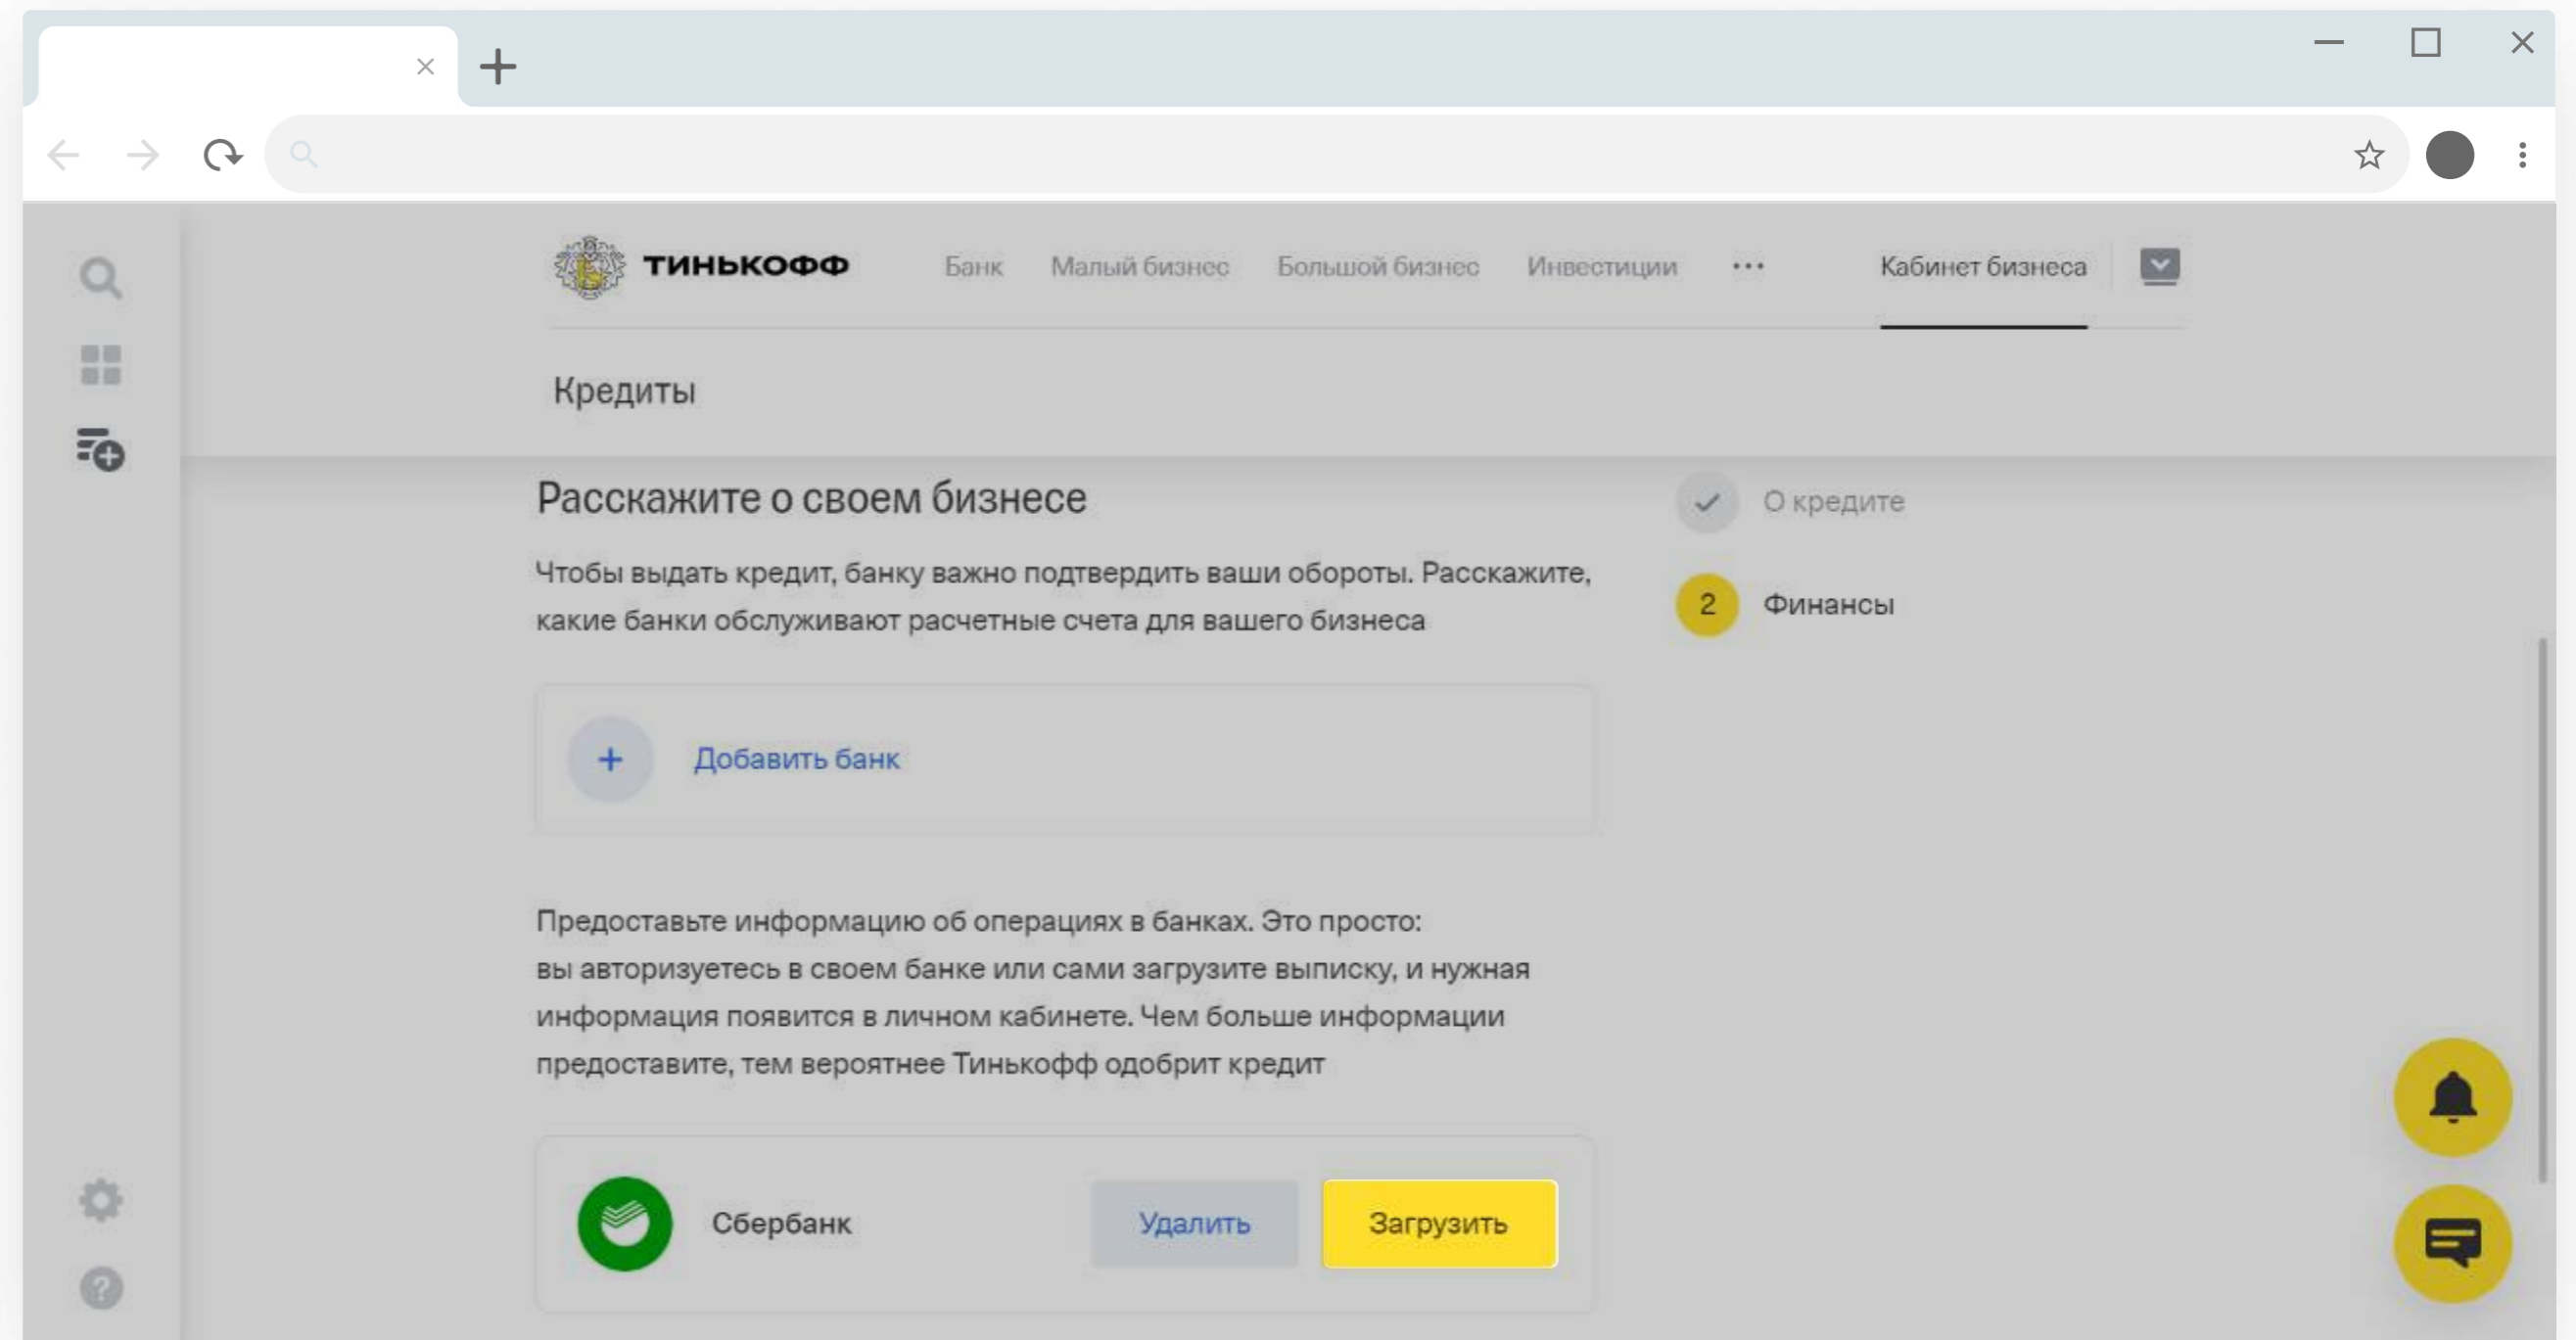 ТИНЬКОФФ Банк Малый бизнес Большой бизнес Инвестиции ··· Кабинет бизнеса
Кредиты
Расскажите о своем бизнесе
Чтобы выдать кредит, банку важно подтвердить ваши обороты. Расскажите,
какие банки обслуживают расчетные счета для вашего бизнеса
О кредите
2 Финансы
+ Добавить банк
Предоставьте информацию об операциях в банках. Это просто:
вы авторизуетесь в своем банке или сами загрузите выписку, и нужная
информация появится в личном кабинете. Чем больше информации
предоставите, тем вероятнее Тинькофф одобрит кредит
Сбербанк Удалить Загрузить
?